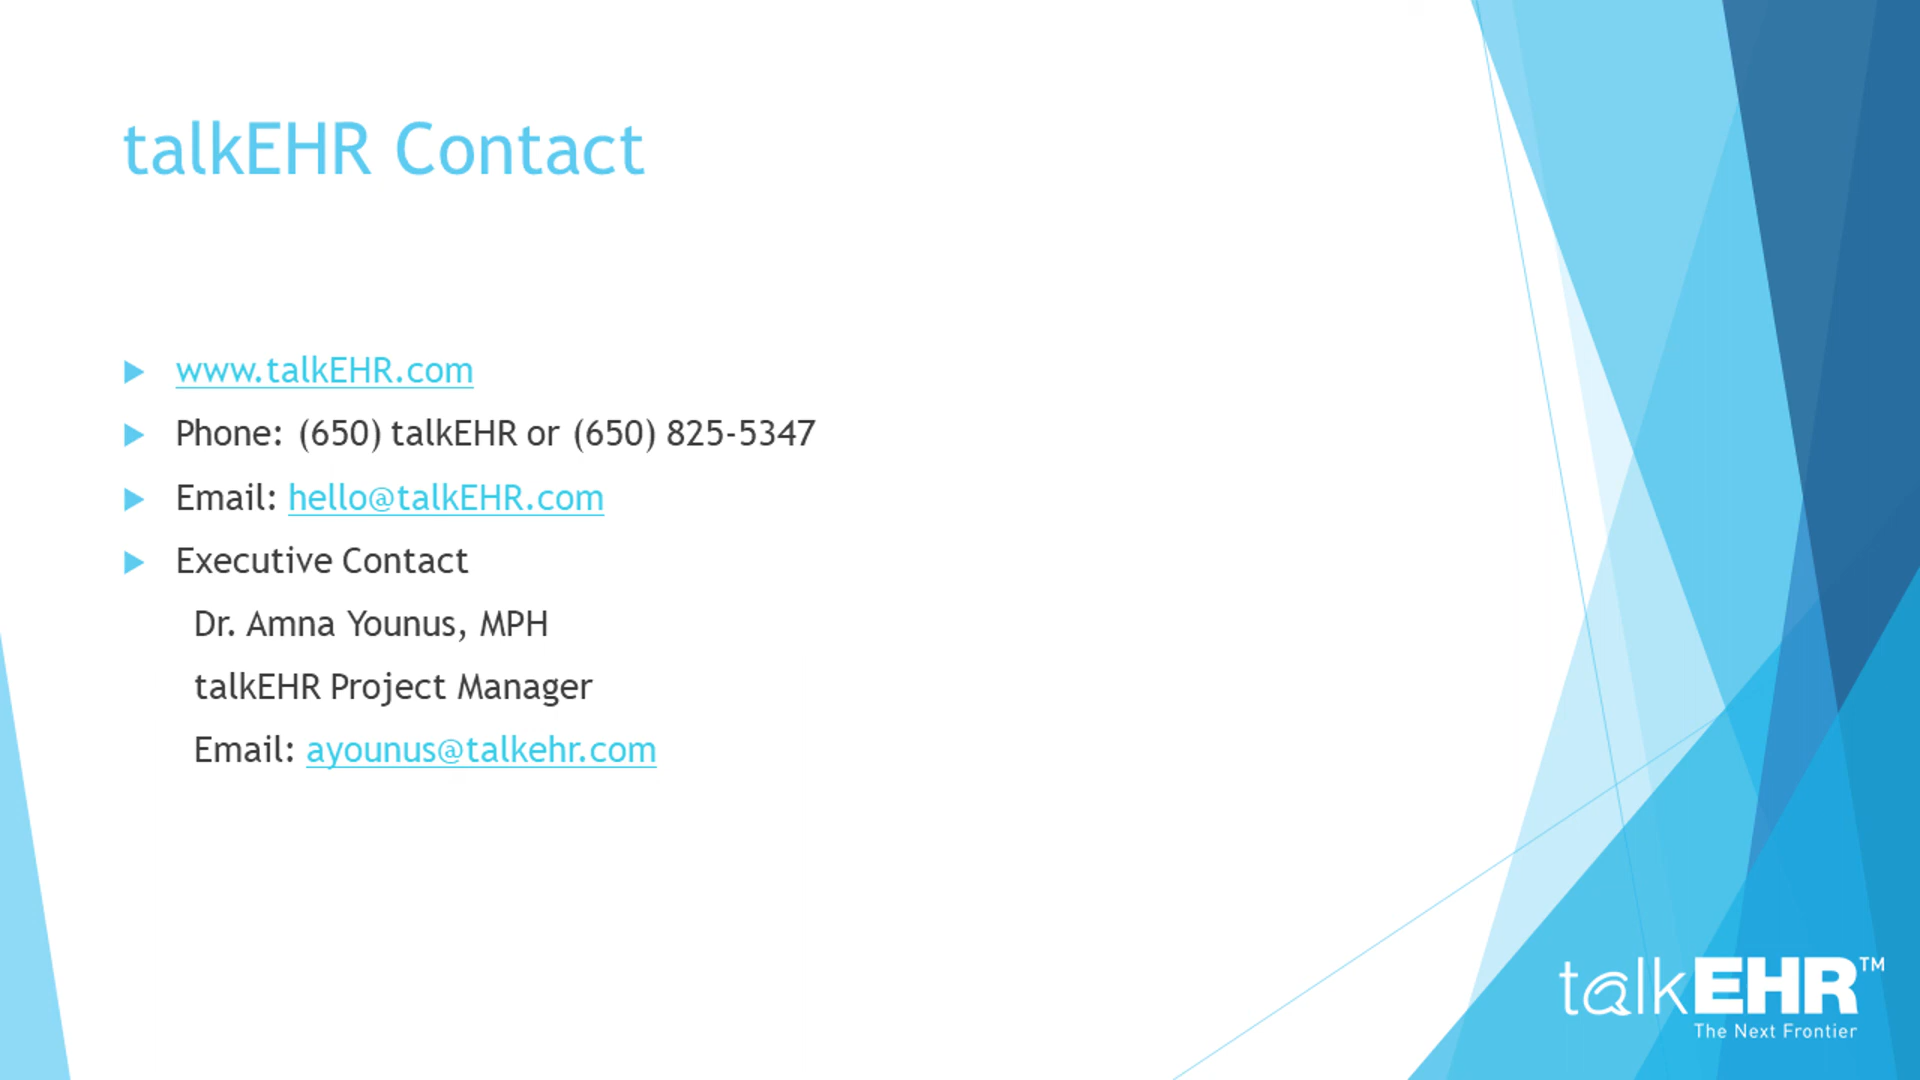 talkEHR Contact
www.talkEHR.com
Phone: (650) talkEHR or (650) 825-5347
Email: hello@talkEHR.com
Executive Contact
Dr. Amna Younus, MPH
talkEHR Project Manager
Email: ayounus@talkehr.com
talkEHR™
The Next Frontier